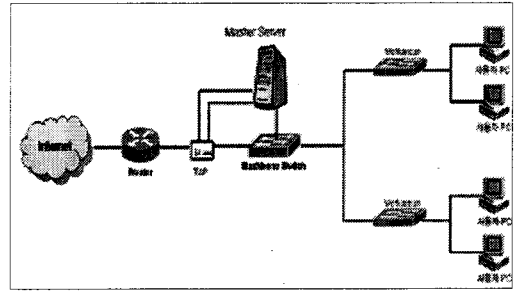 Master Server
Internet
Router
TAP
Backbone Switch
사용자 PC
사용자 PC
사용자 PC
사용자 PC